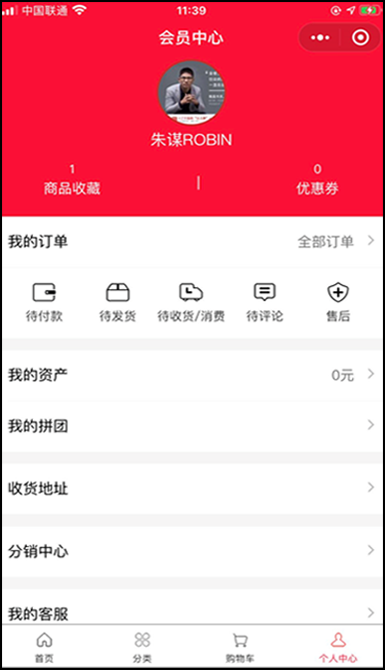 中国联通 11:39
会员中心
朱谋ROBIN
1 0
商品收藏 | 优惠券
我的订单 全部订单
待付款 待发货 待收货/消费 待评论 售后
我的资产 0元
我的拼团
收货地址
分销中心
我的客服
首页 分类 购物车 个人中心